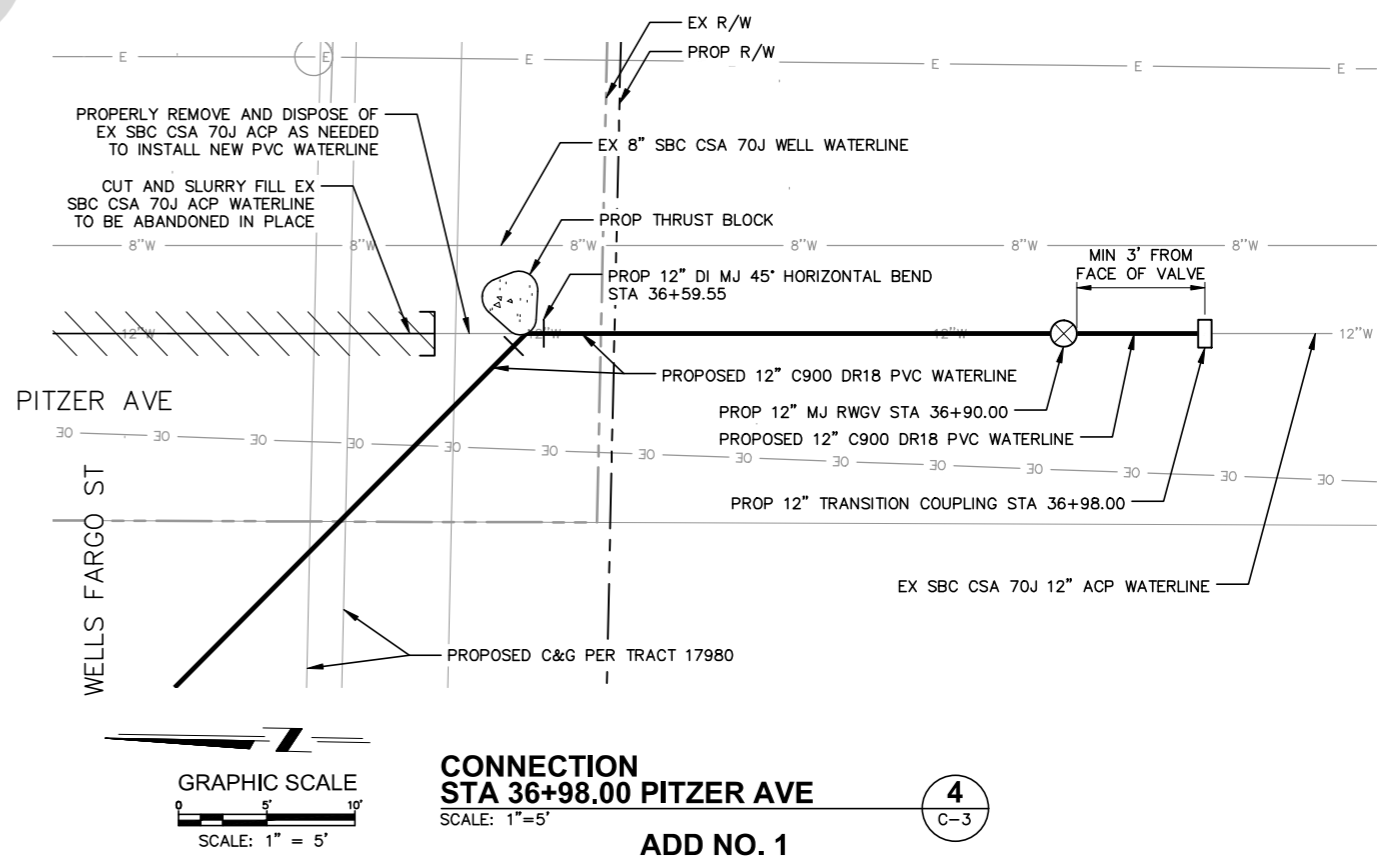 EX R/W
PROP R/W
E
E
E
E
E
E
PROPERLY REMOVE AND DISPOSE OF
EX SBC CSA 70J ACP AS NEEDED
TO INSTALL NEW PVC WATERLINE
EX 8" SBC CSA 70J WELL WATERLINE
CUT AND SLURRY FILL EX
SBC CSA 70J ACP WATERLINE
TO BE ABANDONED IN PLACE
PROP THRUST BLOCK
8"W
8"W
8"W
8"W
8"W
8"W
MIN 3' FROM
FACE OF VALVE
PROP 12" DI MJ 45° HORIZONTAL BEND
STA 36+59.55
12"W
12"W
12"W
12"W
PROPOSED 12" C900 DR18 PVC WATERLINE
PITZER AVE
PROP 12" MJ RWGV STA 36+90.00
PROPOSED 12" C900 DR18 PVC WATERLINE
30
30
30
30
30
30
30
30
30
30
30
30
30
30
PROP 12" TRANSITION COUPLING STA 36+98.00
WELLS FARGO ST
EX SBC CSA 70J 12" ACP WATERLINE
PROPOSED C&G PER TRACT 17980
GRAPHIC SCALE
0 5' 10'
SCALE: 1" = 5'
CONNECTION
STA 36+98.00 PITZER AVE
SCALE: 1"=5'
4
C-3
ADD NO. 1